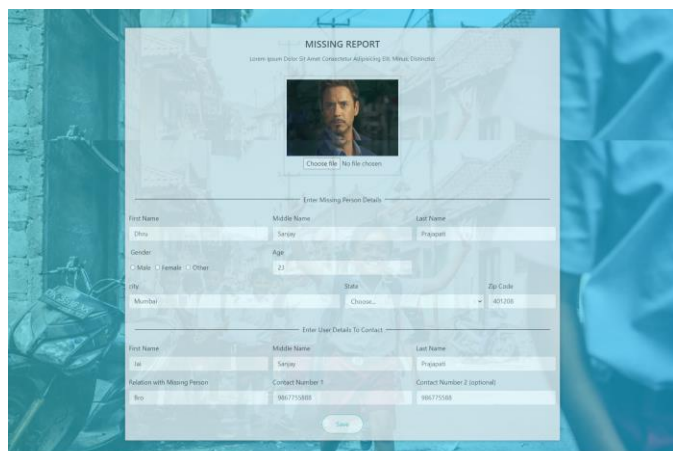 MISSING REPORT
Lorem Ipsum Dolor Sit Amet Consectetur Adipisicing Elit. Metus Distinctio!
Choose file No file chosen
Enter Missing Person Details
First Name Middle Name Last Name
Dhry Sanjay Prajapati
Gender Age
Male Female Other 23
city State Zip Code
Mumbai Choose... 401208
Enter User Details To Contact
First Name Middle Name Last Name
Jai Sanjay Prajapati
Relation with Missing Person Contact Number 1 Contact Number 2 (optional)
Bro 9867755888 986775588
Save